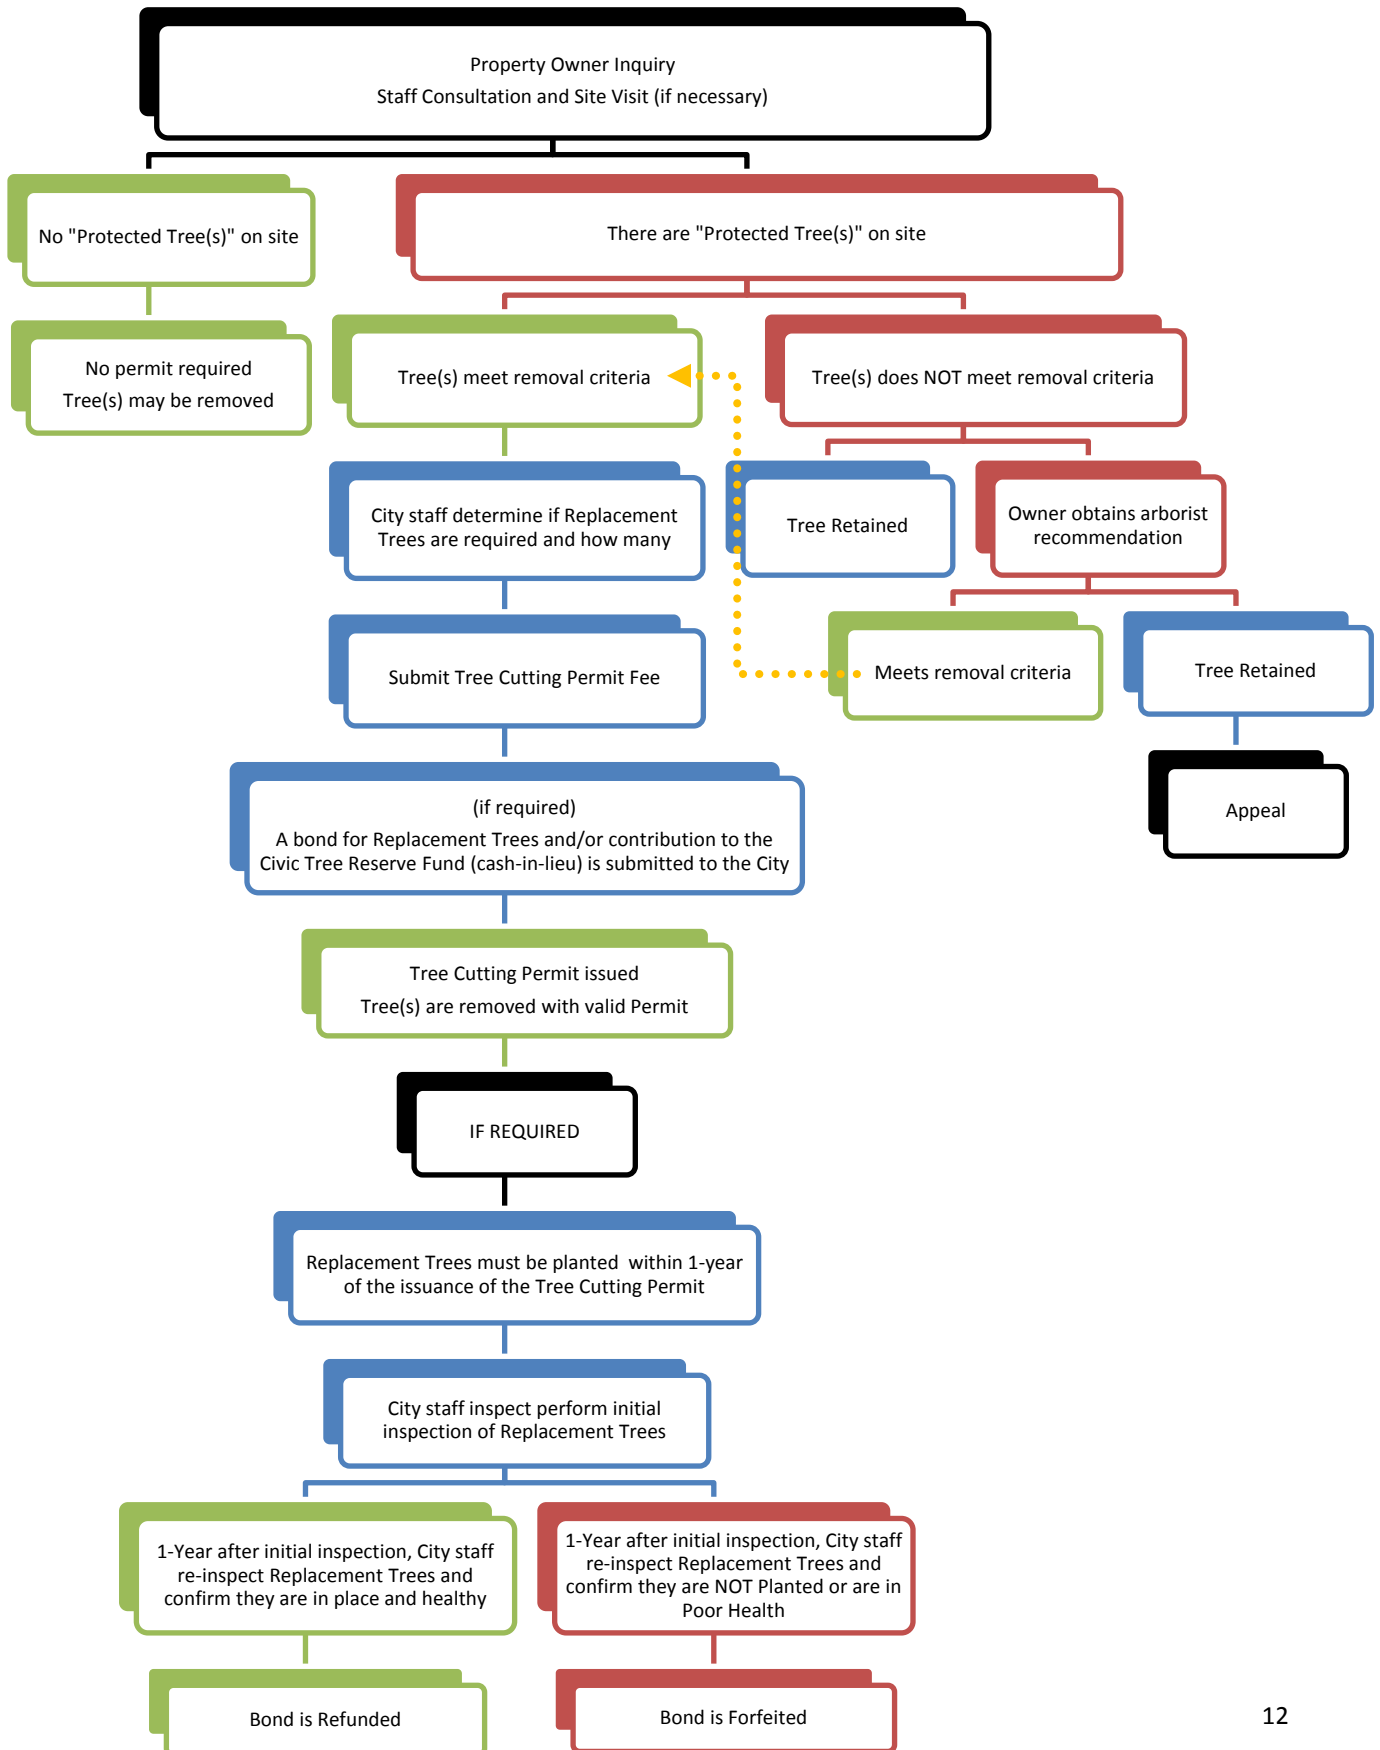 Property Owner Inquiry
Staff Consultation and Site Visit (if necessary)
No "Protected Tree(s)" on site
There are "Protected Tree(s)" on site
No permit required
Tree(s) may be removed
Tree(s) meet removal criteria
Tree(s) does NOT meet removal criteria
City staff determine if Replacement
Trees are required and how many
Tree Retained
Owner obtains arborist
recommendation
Submit Tree Cutting Permit Fee
Meets removal criteria
Tree Retained
(if required)
A bond for Replacement Trees and/or contribution to the
Civic Tree Reserve Fund (cash-in-lieu) is submitted to the City
Appeal
Tree Cutting Permit issued
Tree(s) are removed with valid Permit
IF REQUIRED
Replacement Trees must be planted  within 1-year
of the issuance of the Tree Cutting Permit
City staff inspect perform initial
inspection of Replacement Trees
1-Year after initial inspection, City staff
re-inspect Replacement Trees and
confirm they are in place and healthy
1-Year after initial inspection, City staff
re-inspect Replacement Trees and
confirm they are NOT Planted or are in
Poor Health
Bond is Refunded
Bond is Forfeited
12